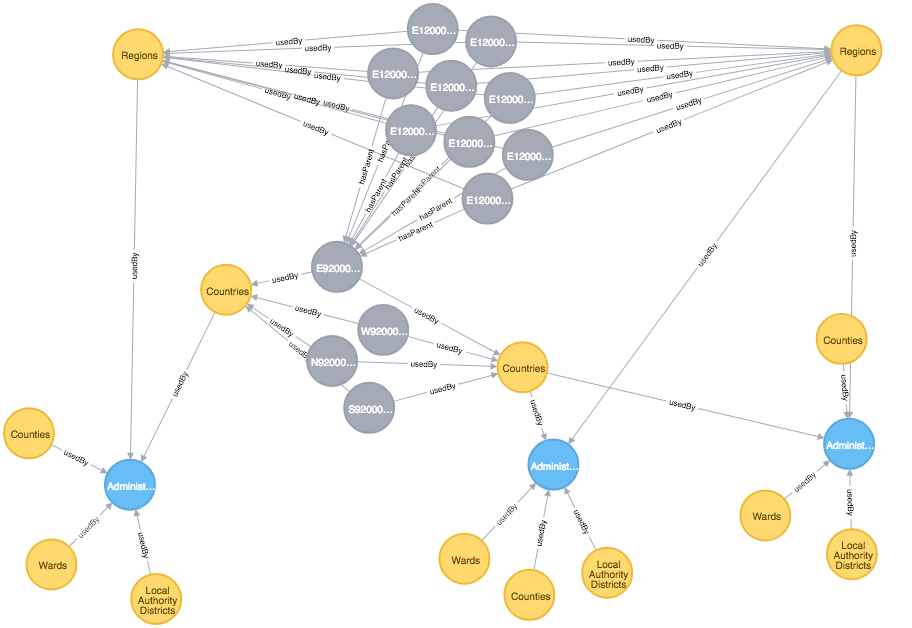 E12000...
usedBy
E12000...
usedBy
usedBy
usedBy
Regions
Regions
E12000...
usedBy
usedBy
usedBy
usedBy
usedBy
usedBy
E12000...
usedBy
E12000...
usedBy
usedBy
usedBy
usedBy
usedBy
E12000...
usedBy
usedBy
E12000...
E12000...
hasParent
hasParent
hasParent
hasParent
hasParent
E12000...
hasParent
hasParent
usedBy
usedBy
usedBy
E92000...
usedBy
Countries
usedBy
usedBy
W92000...
usedBy
usedBy
usedBy
N92000...
usedBy
Counties
Countries
usedBy
usedBy
usedBy
S92000...
usedBy
usedBy
usedBy
Counties
usedBy
Administ...
Administ...
Administ...
usedBy
usedBy
usedBy
usedBy
usedBy
usedBy
Wards
usedBy
usedBy
usedBy
Wards
Local
Authority
Districts
Wards
Local
Authority
Districts
Counties
Local
Authority
Districts